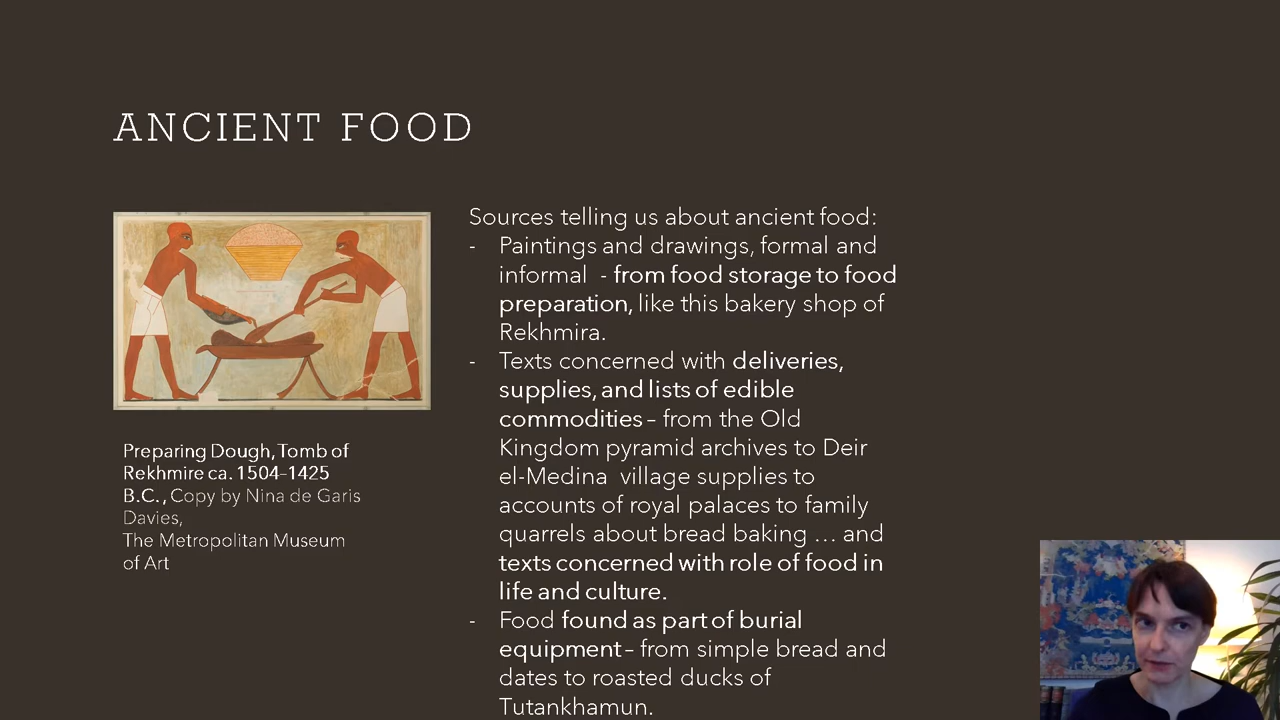 ANCIENT FOOD
Sources telling us about ancient food:
- Paintings and drawings, formal and
informal - from food storage to food
preparation, like this bakery shop of
Rekhmira.
- Texts concerned with deliveries,
supplies, and lists of edible
commodities – from the Old
Kingdom pyramid archives to Deir
el-Medina village supplies to
accounts of royal palaces to family
quarrels about bread baking … and
texts concerned with role of food in
life and culture.
- Food found as part of burial
equipment – from simple bread and
dates to roasted ducks of
Tutankhamun.
Preparing Dough, Tomb of
Rekhmire ca. 1504–1425
B.C., Copy by Nina de Garis
Davies,
The Metropolitan Museum
of Art